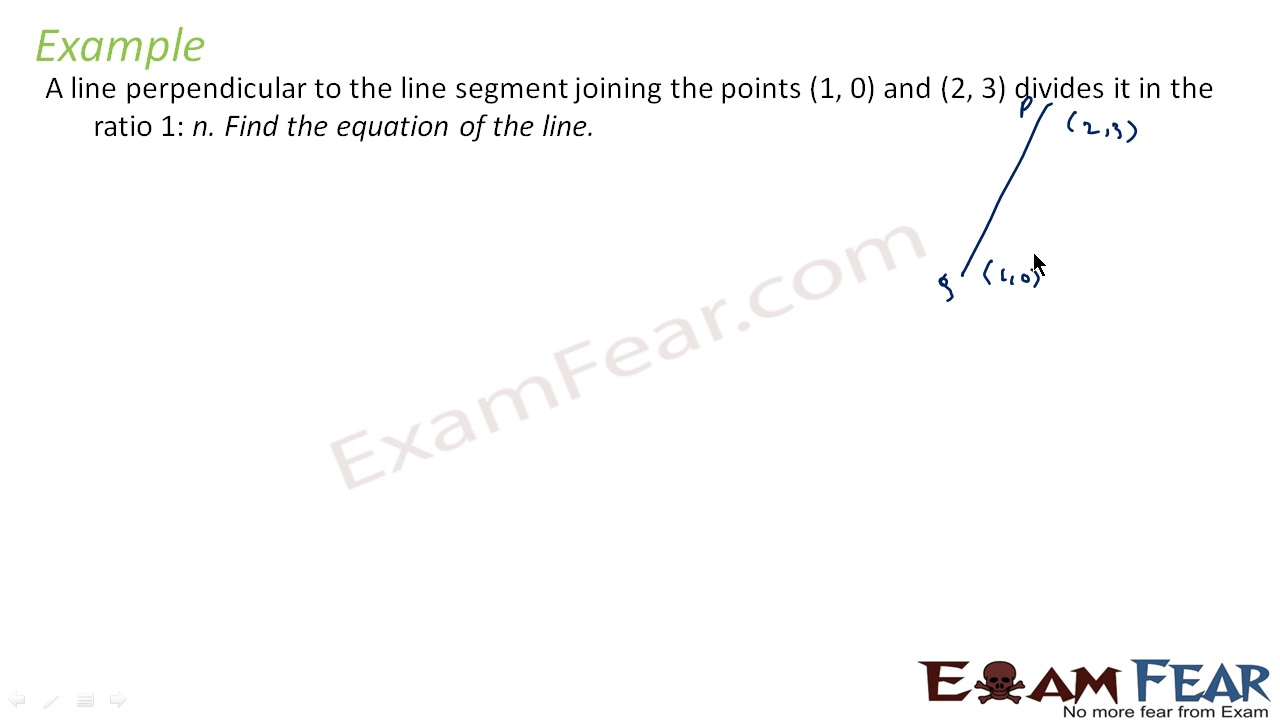 Example
A line perpendicular to the line segment joining the points (1, 0) and (2, 3) divides it in the
ratio 1: n. Find the equation of the line.
P
(2,3)
Q
(1,0)
ExamFear.com
EXAM FEAR
No more fear from Exam